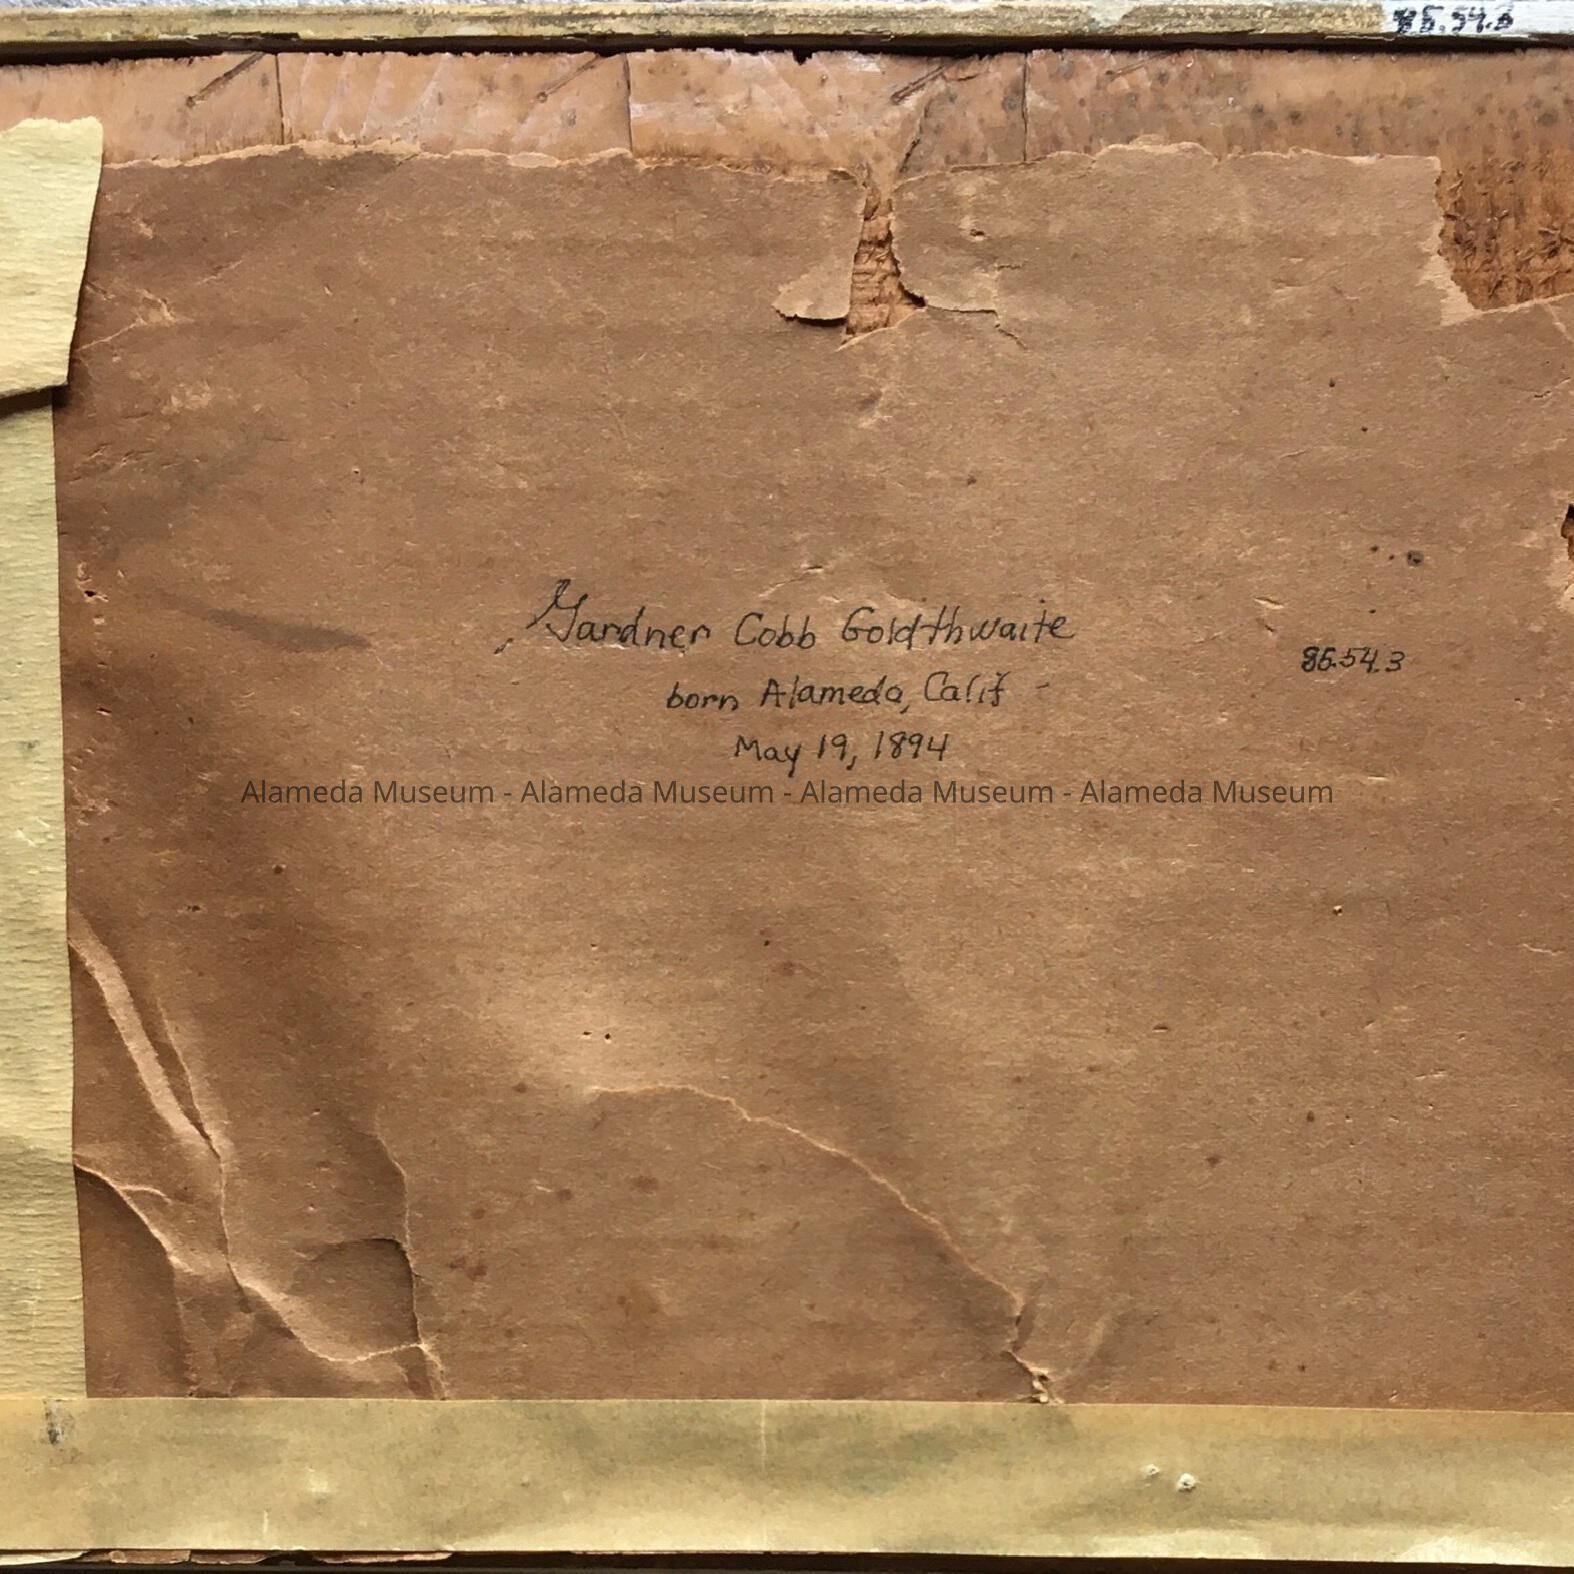 85.54.3
Gardner Cobb Goldthwaite
85.54.3
born Alameda, Calif
May 19, 1894
Alameda Museum - Alameda Museum - Alameda Museum - Alameda Museum